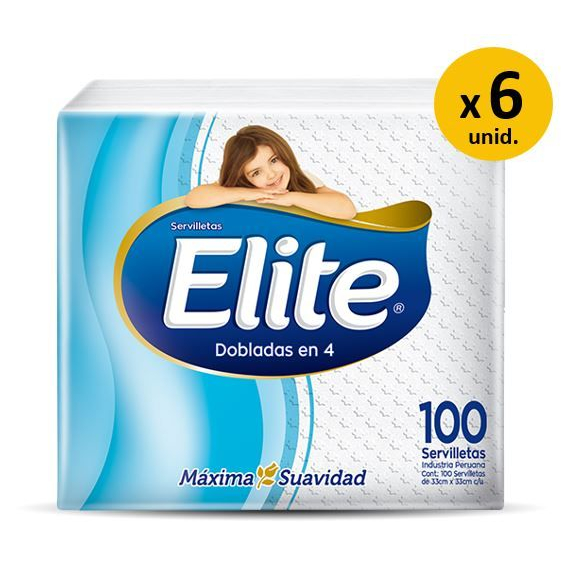 x 6
unid.
Servilletas
Elite®
Dobladas en 4
100
Servilletas
Industria Peruana
Cont: 100 Servilletas
de 33cm x 33cm c/u
Máxima Suavidad